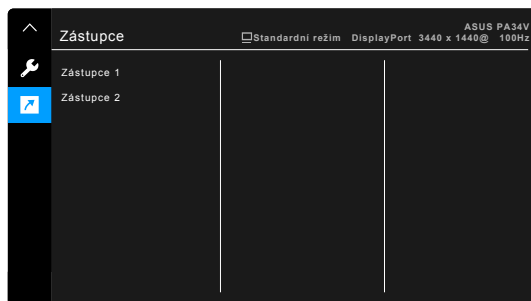 ASUS PA34V
Zástupce
Standardní režim DisplayPort 3440 x 1440@ 100Hz
Zástupce 1
Zástupce 2